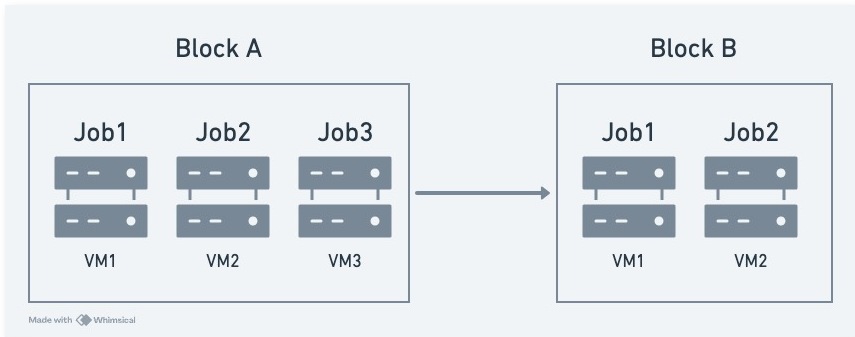 Block A
Block B
Job1 Job2 Job3
Job1 Job2
VM1 VM2 VM3
VM1 VM2
Made with Whimsical